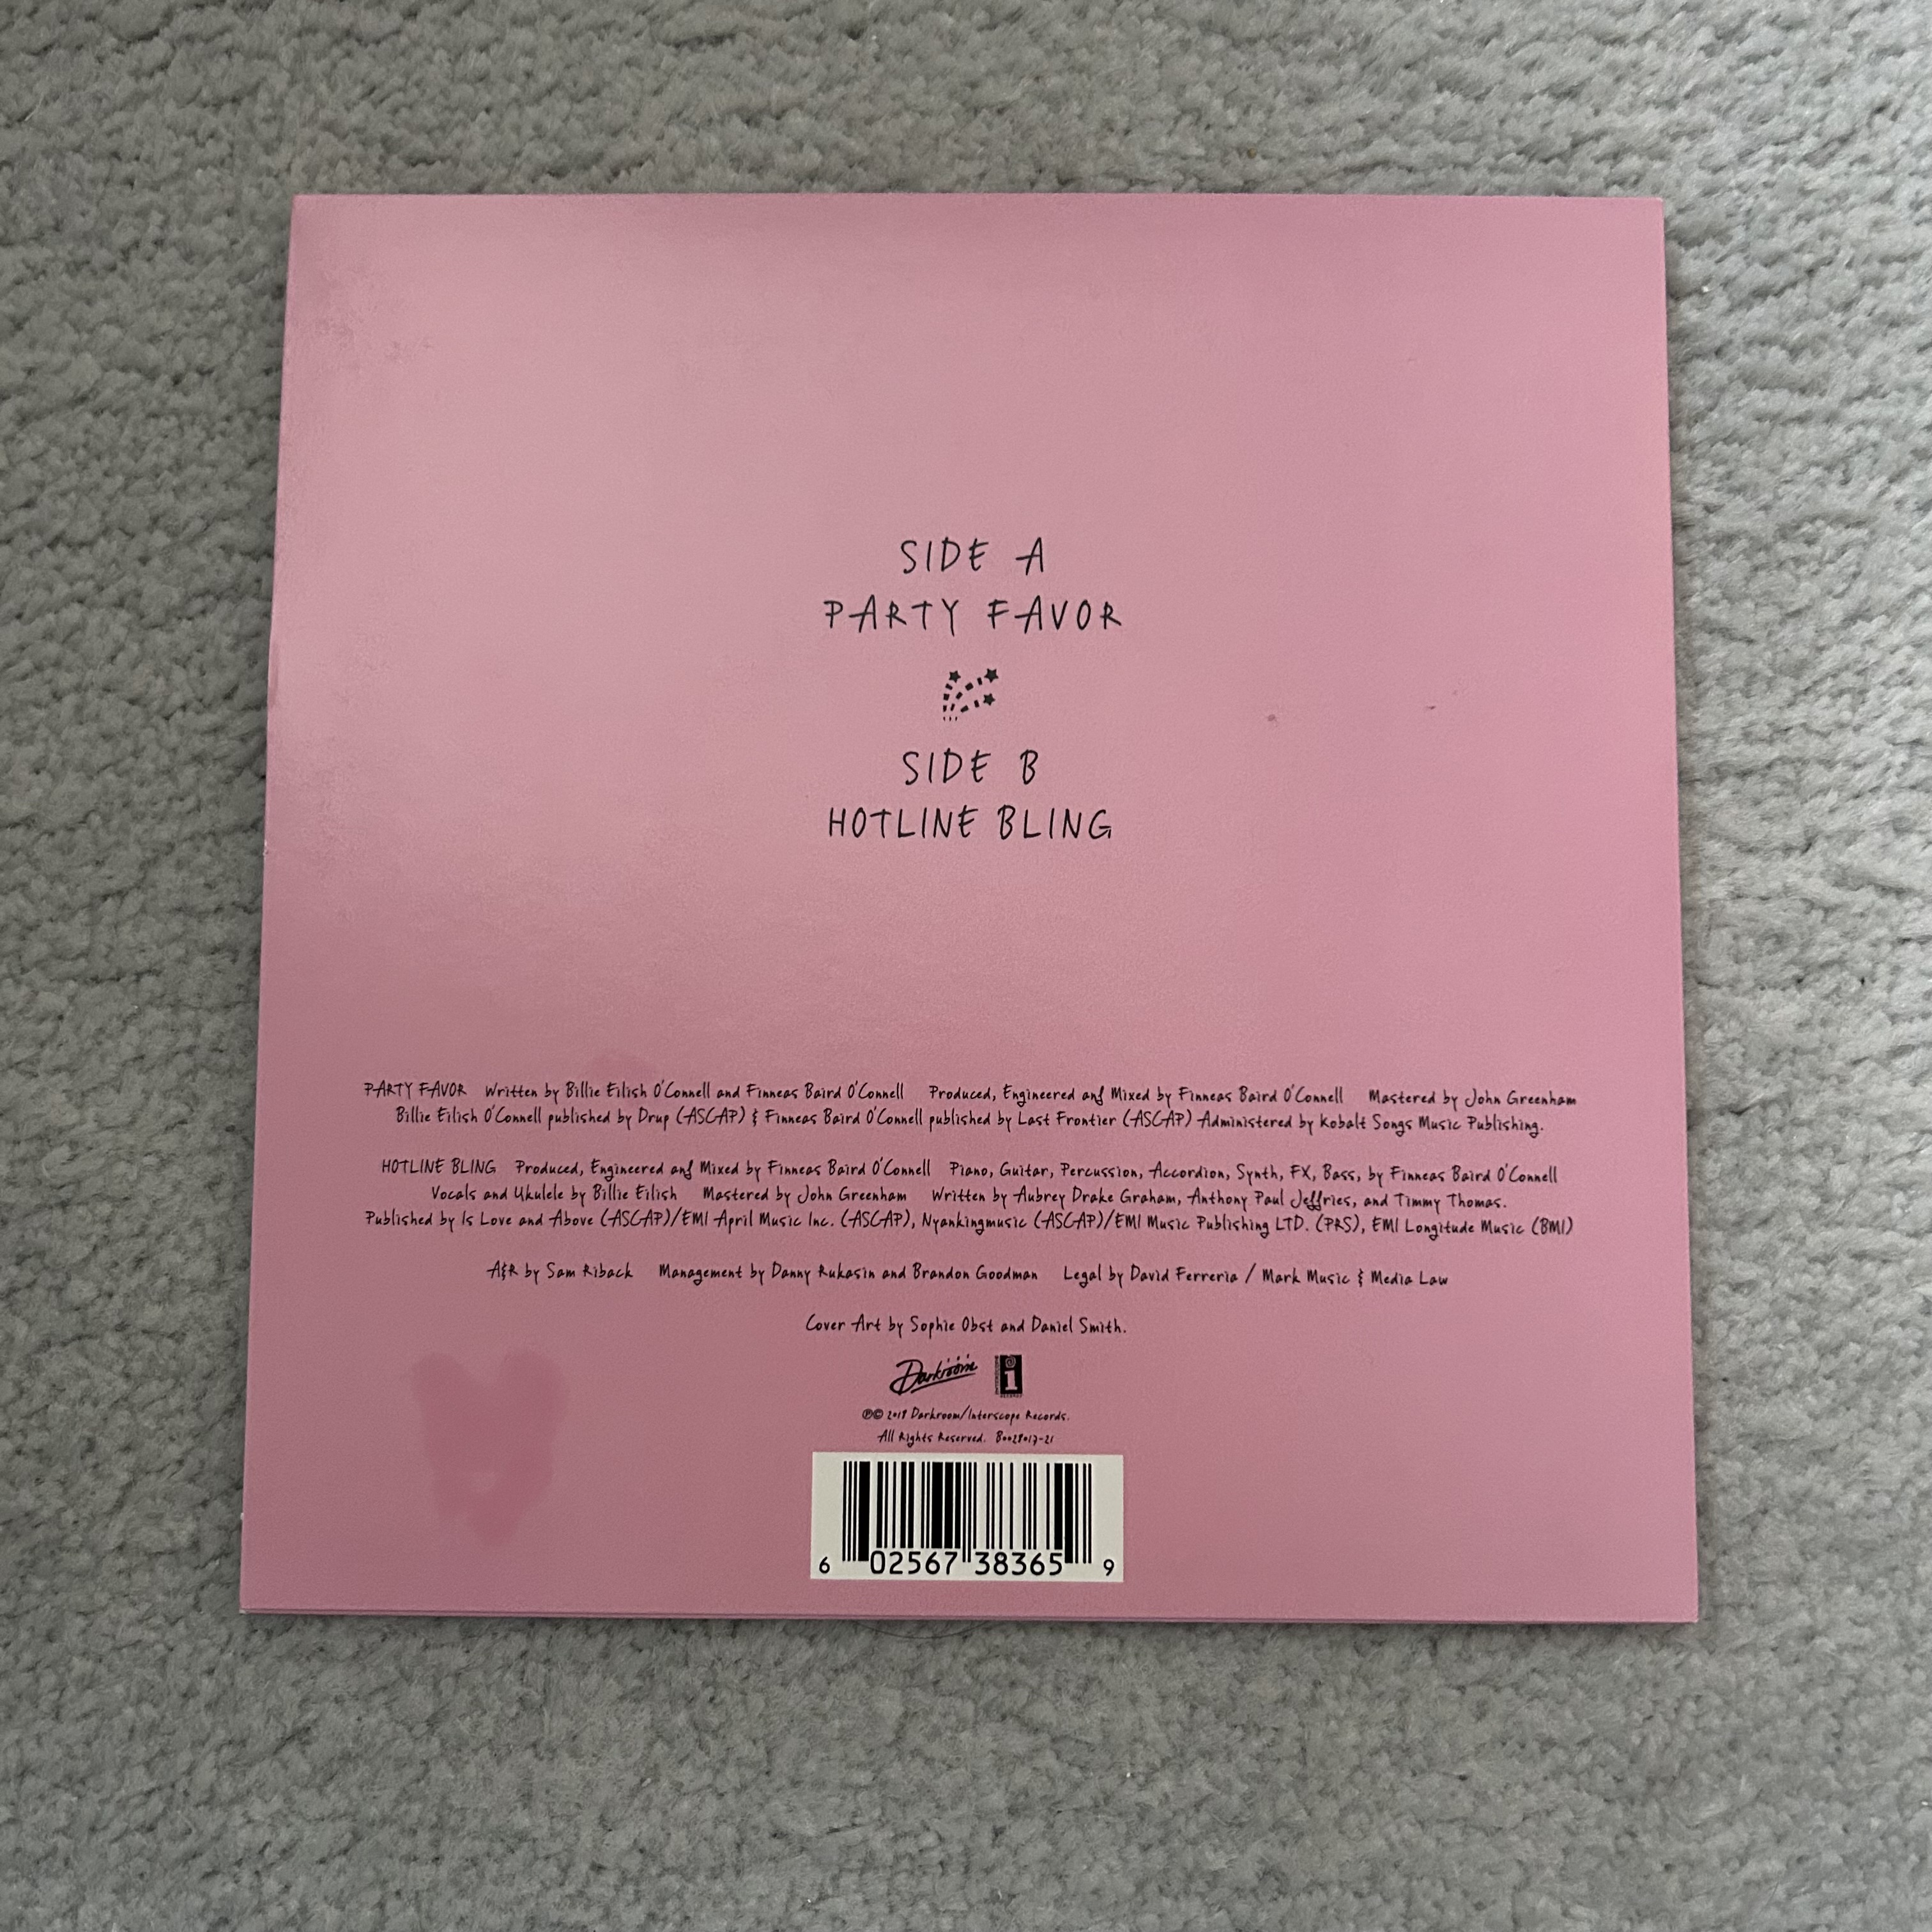 SIDE A
PARTY FAVOR
SIDE B
HOTLINE BLING
PARTY FAVOR Written by Billie Eilish O'Connell and Finneas Baird O'Connell Produced, Engineered and Mixed by Finneas Baird O'Connell Mastered by John Greenham
Billie Eilish O'Connell published by Drup (ASCAP) & Finneas Baird O'Connell published by Last Frontier (ASCAP) Administered by Kobalt Songs Music Publishing.
HOTLINE BLING Produced, Engineered and Mixed by Finneas Baird O'Connell Piano, Guitar, Percussion, Accordion, Synth, FX, Bass, by Finneas Baird O'Connell
Vocals and Ukulele by Billie Eilish Mastered by John Greenham Written by Aubrey Drake Graham, Anthony Paul Jeffries, and Timmy Thomas.
Published by Is Love and Above (ASCAP)/EMI April Music Inc. (ASCAP), Nyankingmusic (ASCAP)/EMI Music Publishing LTD. (PRS), EMI Longitude Music (BMI)
A&R by Sam Riback Management by Danny Rukasin and Brandon Goodman Legal by David Ferreria / Mark Music & Media Law
Cover Art by Sophie Obst and Daniel Smith.
Darkroom i
℗© 2018 Darkroom/Interscope Records.
All Rights Reserved. B0028013-21
6 02567 38365 9